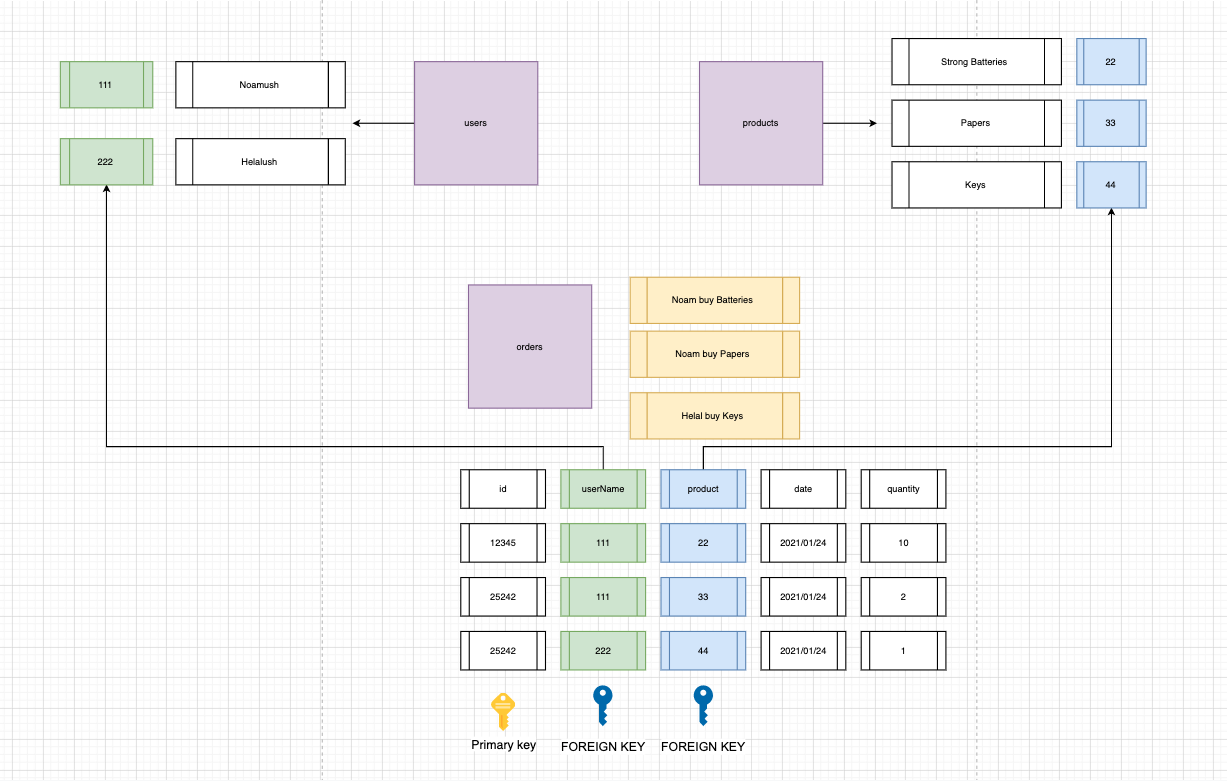 111
Noamush
users
products
Strong Batteries
22
Papers
33
222
Helalush
Keys
44
orders
Noam buy Batteries
Noam buy Papers
Helal buy Keys
id
userName
product
date
quantity
12345
111
22
2021/01/24
10
25242
111
33
2021/01/24
2
25242
222
44
2021/01/24
1
Primary key
FOREIGN KEY
FOREIGN KEY